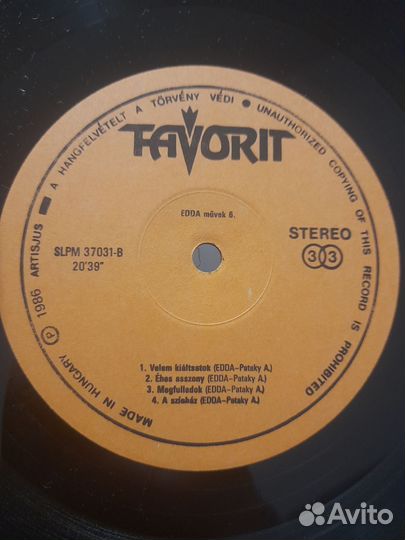 A HANGFELVÉTELT A TÖRVÉNY VÉDI • UNAUTHORIZED COPYING OF THIS RECORD IS PROHIBITED
FAVORIT
EDDA művek 6.
SLPM 37031-B
20'39"
STEREO
33
1. Velem kiáltsatok (EDDA-Pataky A.)
2. Éhes asszony (EDDA-Pataky A.)
3. Megfulladok (EDDA-Pataky A.)
4. A színház (EDDA-Pataky A.)
MADE IN HUNGARY Ⓟ 1986 ARTISJUS
Avito